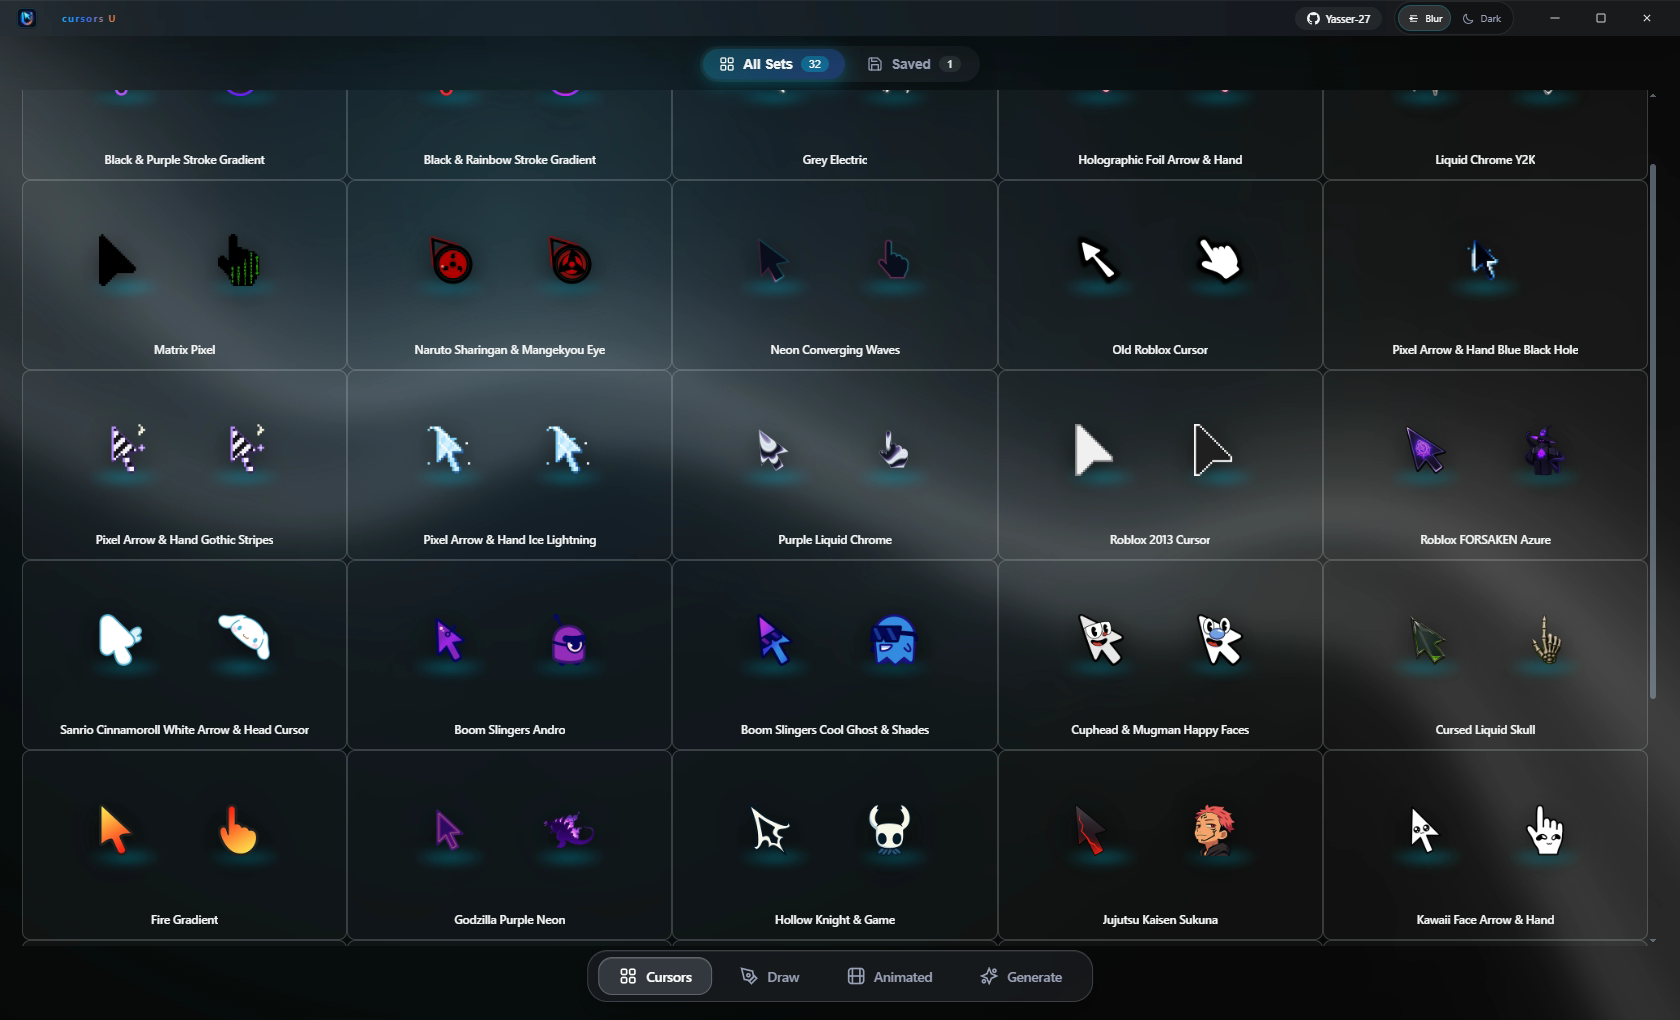 cursors U
Yasser-27
Blur
Dark
All Sets 32
Saved 1
Black & Purple Stroke Gradient
Black & Rainbow Stroke Gradient
Grey Electric
Holographic Foil Arrow & Hand
Liquid Chrome Y2K
Matrix Pixel
Naruto Sharingan & Mangekyou Eye
Neon Converging Waves
Old Roblox Cursor
Pixel Arrow & Hand Blue Black Hole
Pixel Arrow & Hand Gothic Stripes
Pixel Arrow & Hand Ice Lightning
Purple Liquid Chrome
Roblox 2013 Cursor
Roblox FORSAKEN Azure
Sanrio Cinnamoroll White Arrow & Head Cursor
Boom Slingers Andro
Boom Slingers Cool Ghost & Shades
Cuphead & Mugman Happy Faces
Cursed Liquid Skull
Fire Gradient
Godzilla Purple Neon
Hollow Knight & Game
Jujutsu Kaisen Sukuna
Kawaii Face Arrow & Hand
Cursors
Draw
Animated
Generate